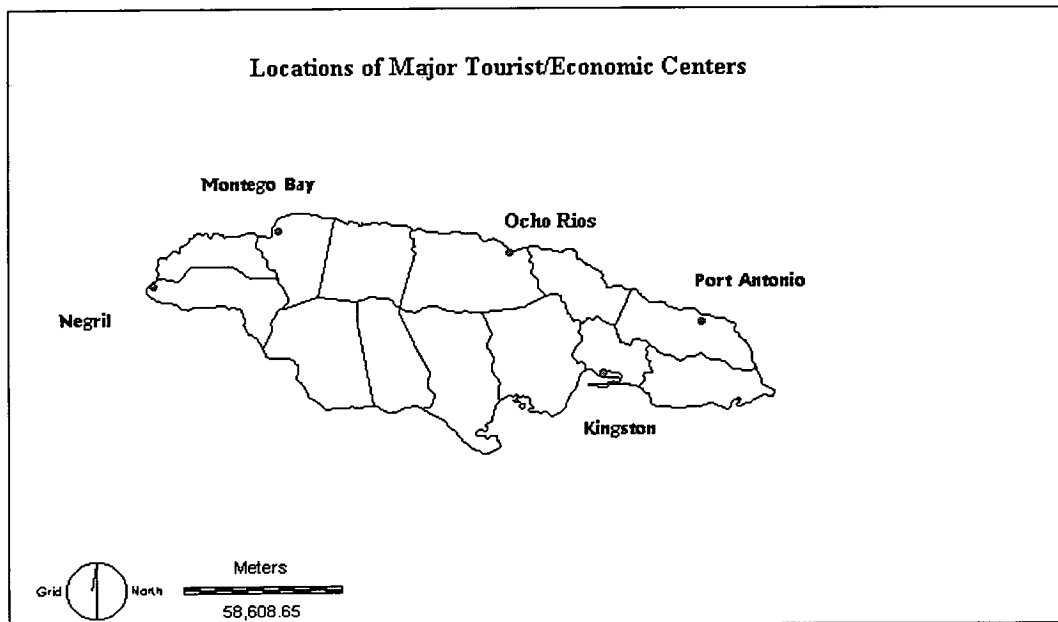 Locations of Major Tourist/Economic Centers
Montego Bay
Ocho Rios
Port Antonio
Negril
Kingston
Meters
Grid North
58,608.65